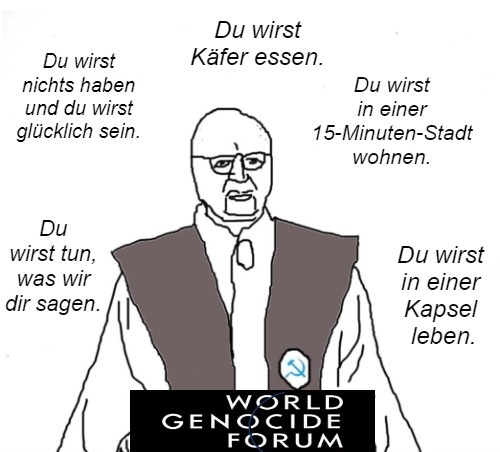 Du wirst
Käfer essen.
Du wirst
nichts haben
und du wirst
glücklich sein.
Du wirst
in einer
15-Minuten-Stadt
wohnen.
Du
wirst tun,
was wir
dir sagen.
Du wirst
in einer
Kapsel
leben.
WORLD
GENOCIDE
FORUM